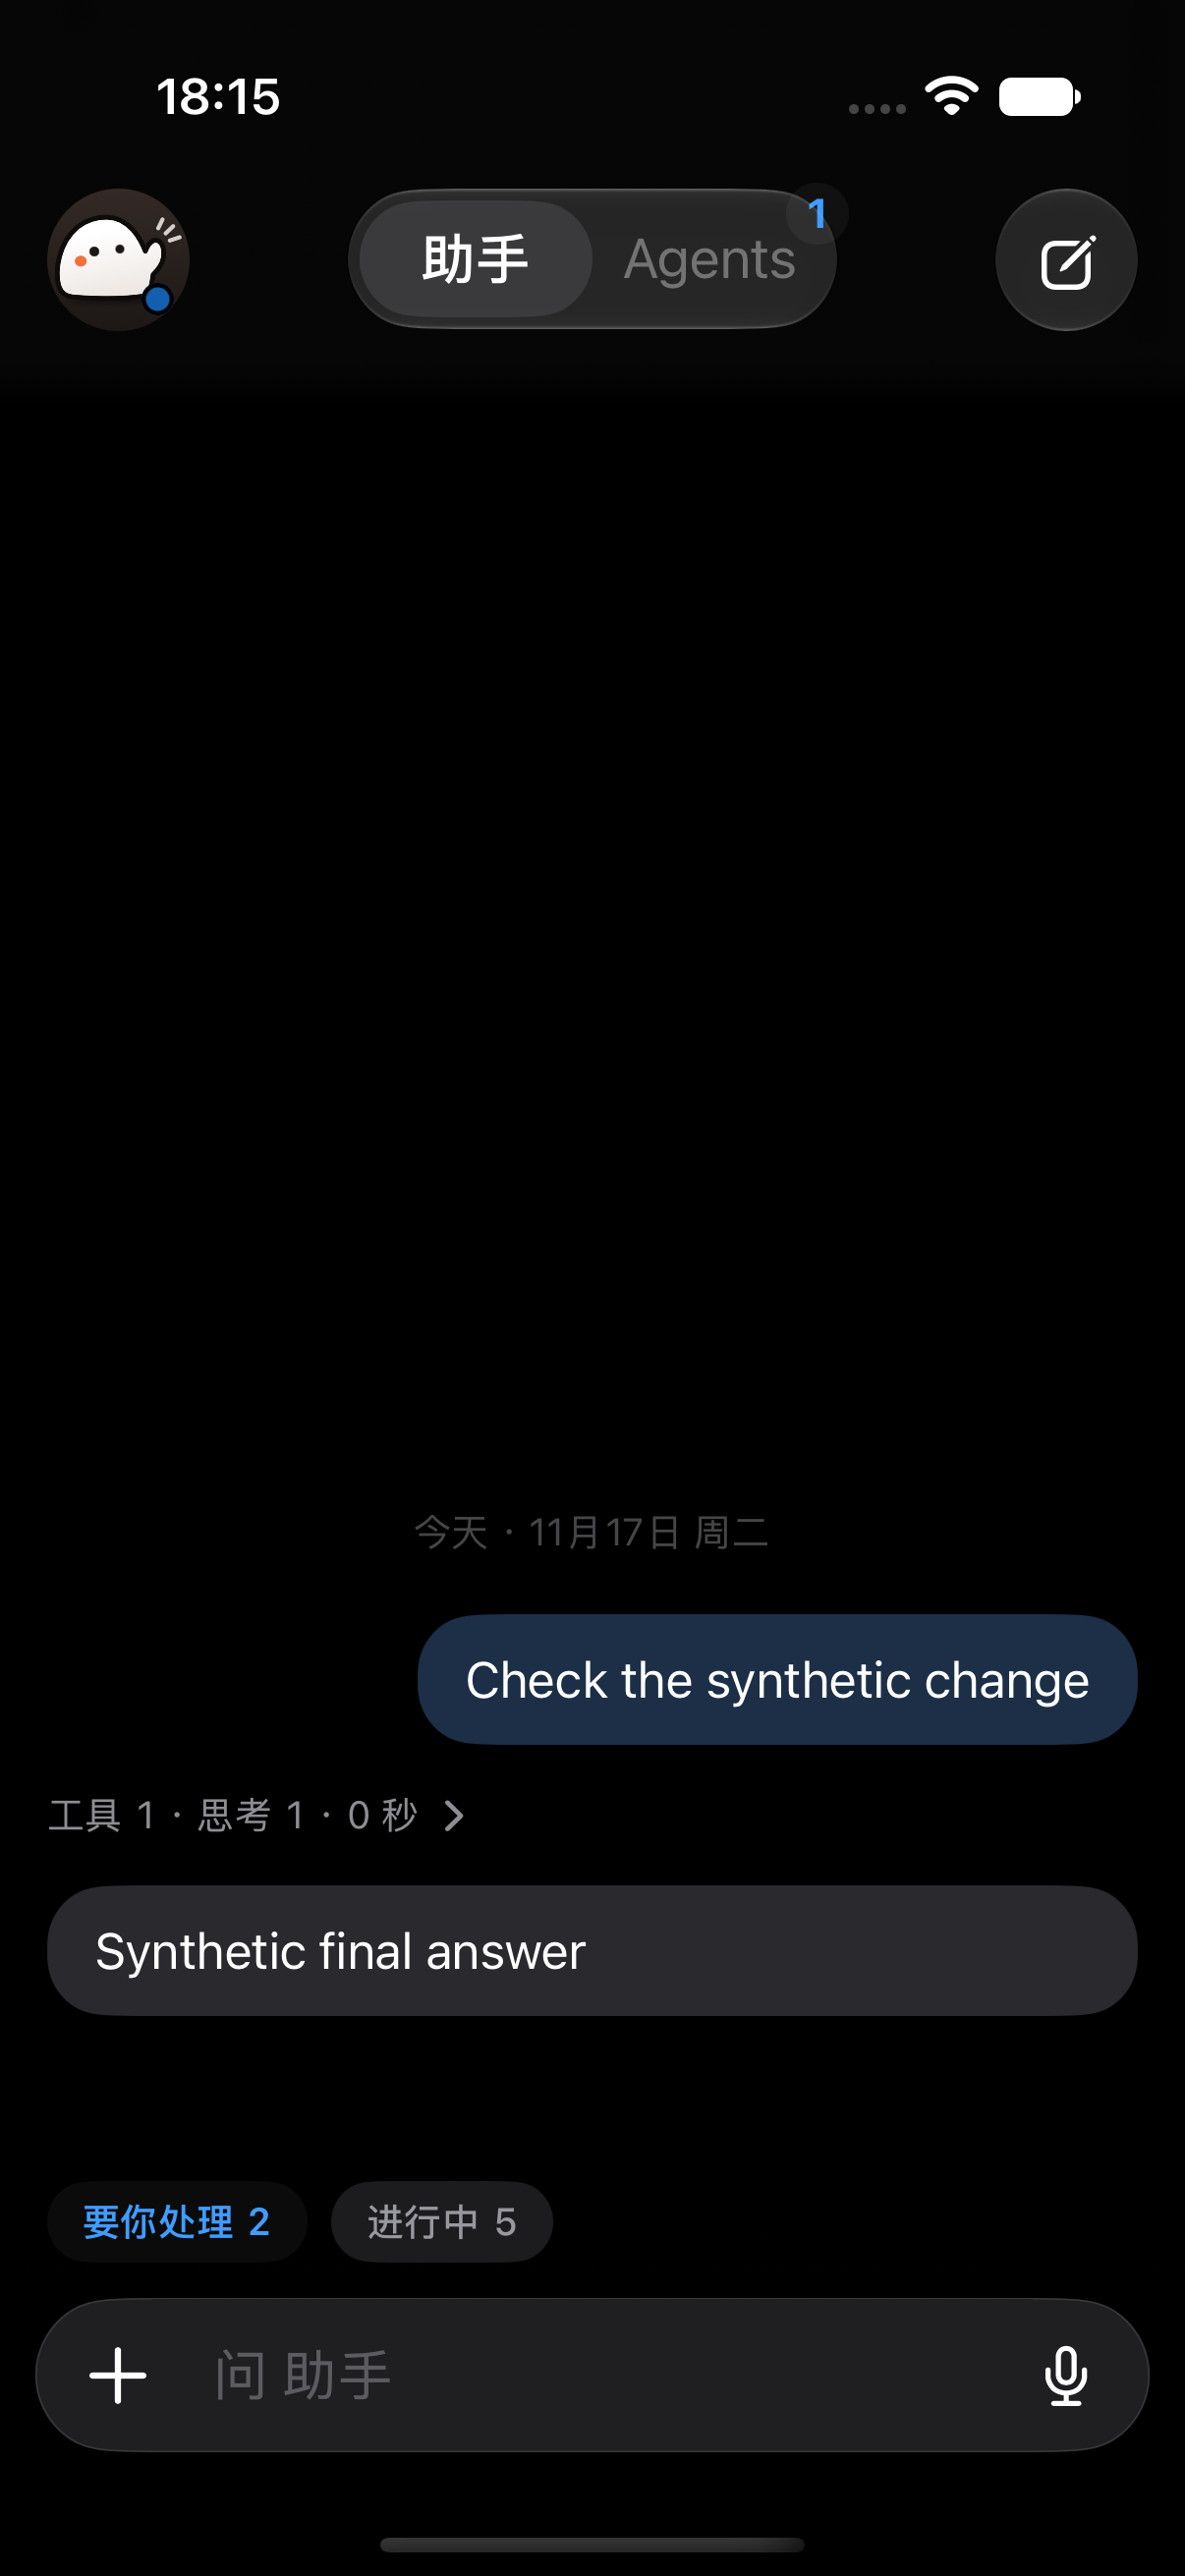 18:15
助手
Agents
1
今天 · 11月17日 周二
Check the synthetic change
工具 1 · 思考 1 · 0 秒
Synthetic final answer
要你处理 2
进行中 5
问 助手